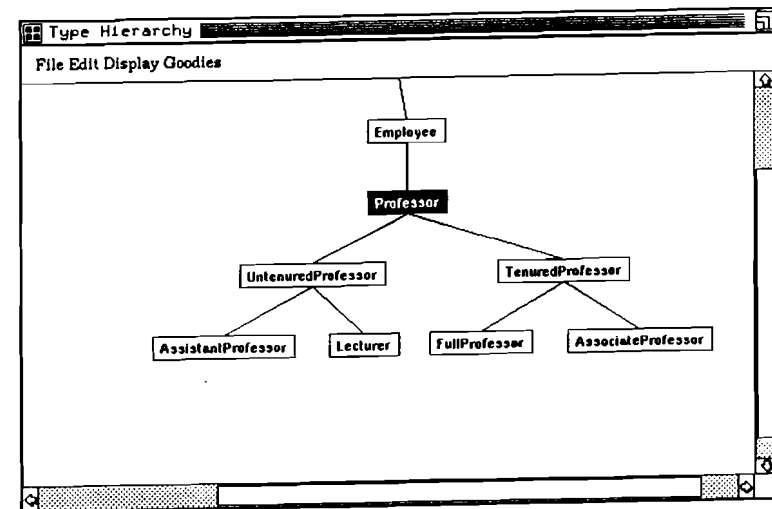 Type Hierarchy
File Edit Display Goodies
Employee
Professor
UntenuredProfessor
TenuredProfessor
AssistantProfessor
Lecturer
FullProfessor
AssociateProfessor